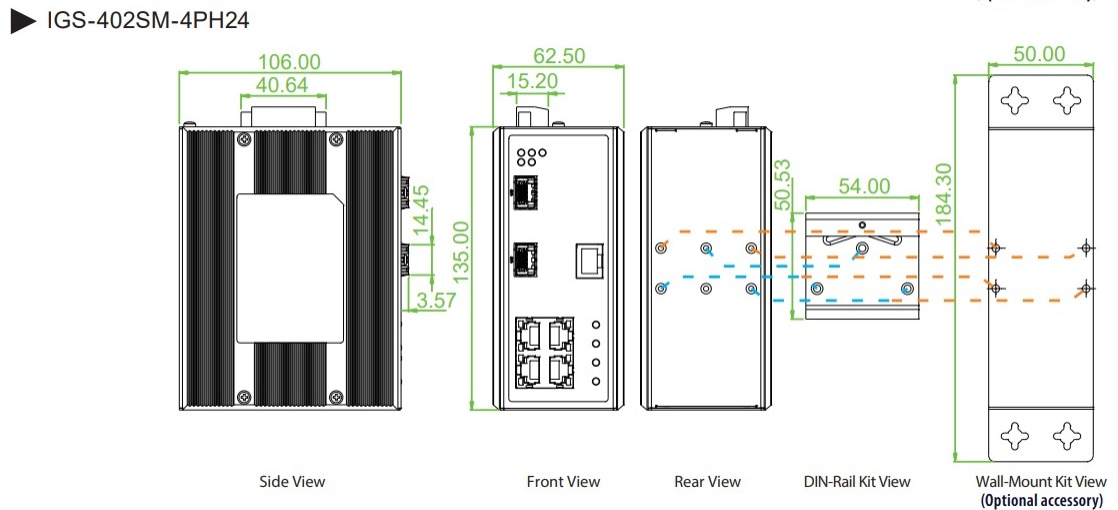 IGS-402SM-4PH24
106.00
40.64
62.50
15.20
50.00
14.45
3.57
135.00
50.53
54.00
184.30
Side View
Front View
Rear View
DIN-Rail Kit View
Wall-Mount Kit View
(Optional accessory)